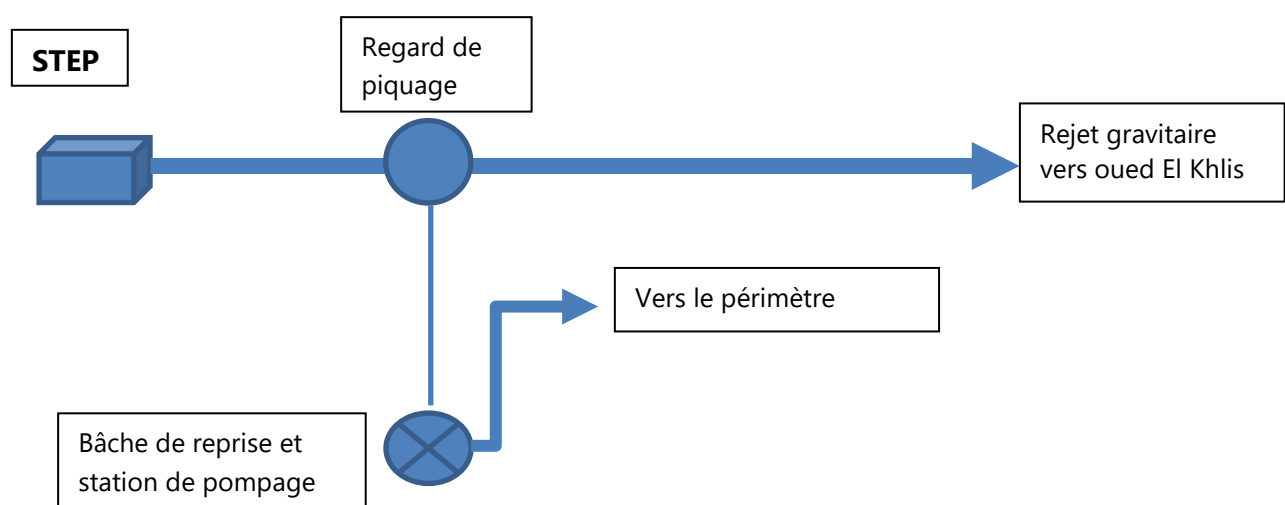 STEP
Regard de
piquage
Rejet gravitaire
vers oued El Khlis
Vers le périmètre
Bâche de reprise et
station de pompage